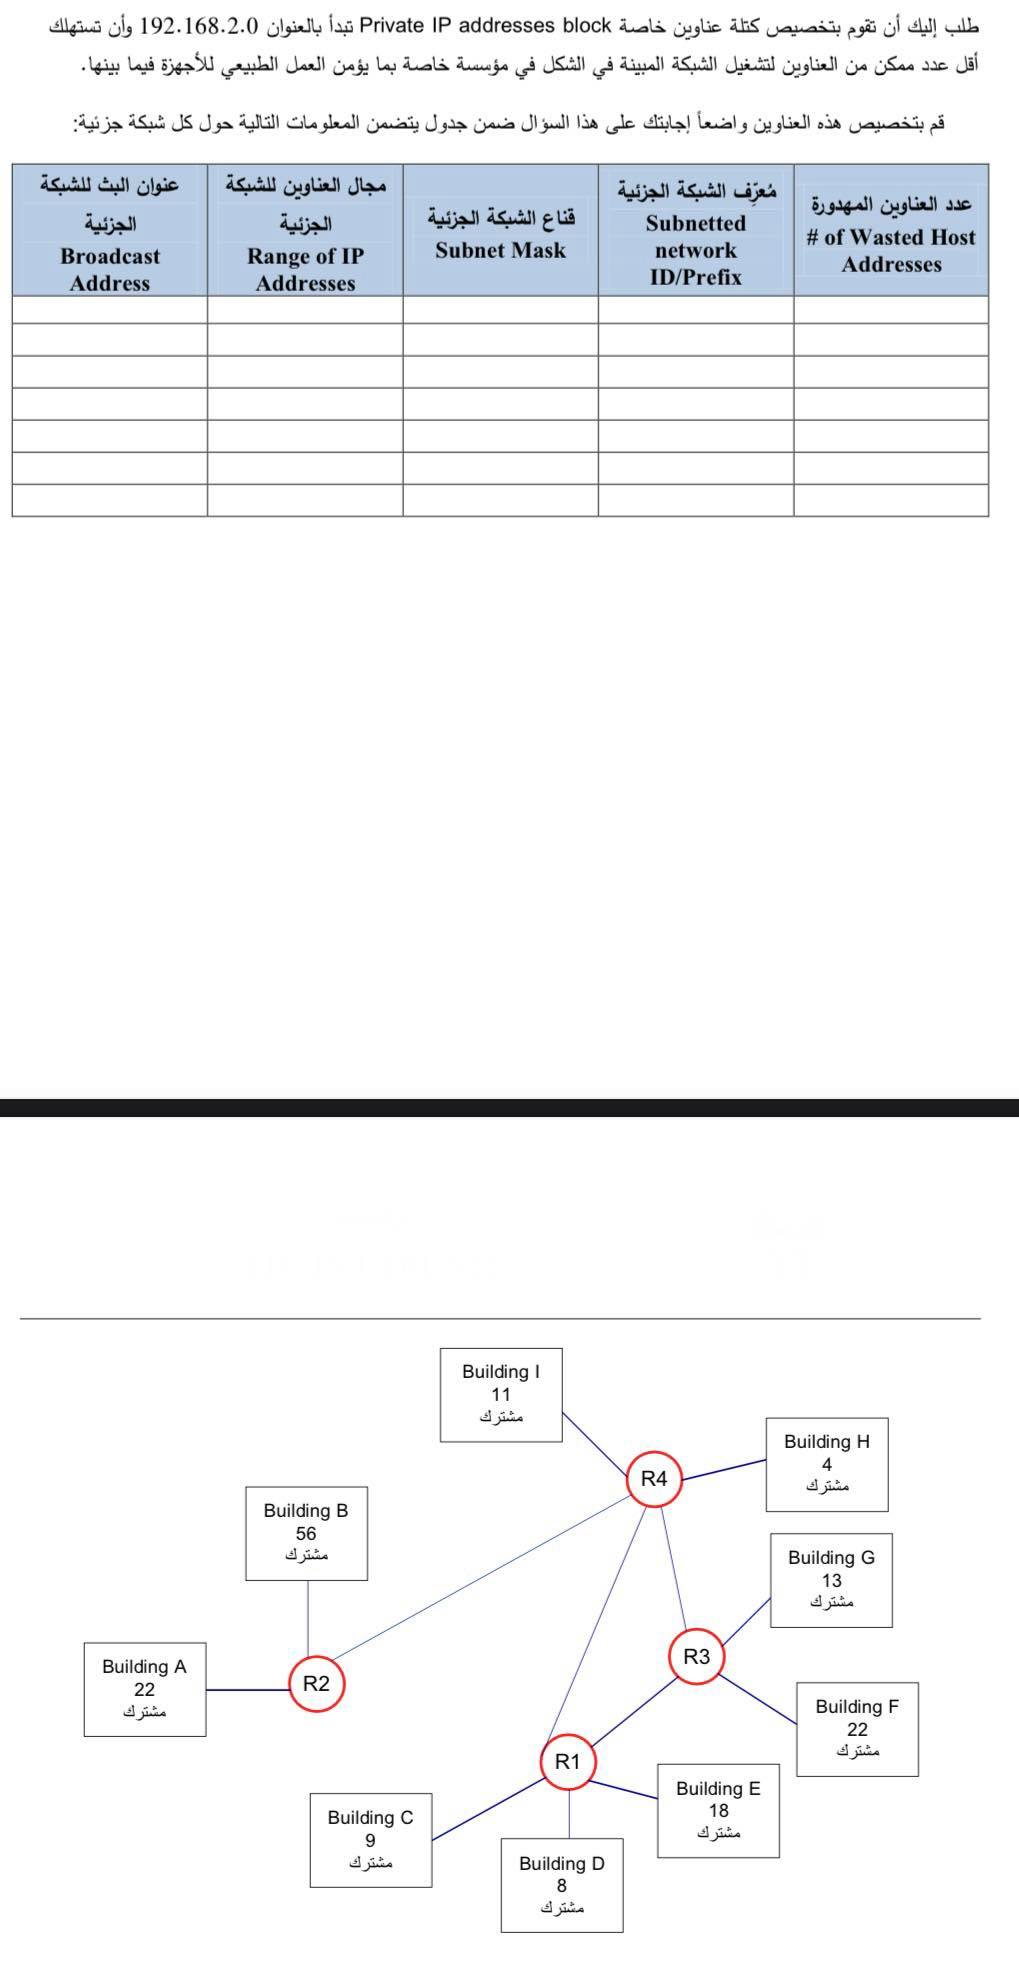 طلب إليك أن تقوم بتخصيص كتلة عناوين خاصة Private IP addresses block تبدأ بالعنوان 192.168.2.0 وأن تستهلك
أقل عدد ممكن من العناوين لتشغيل الشبكة المبينة في الشكل في مؤسسة خاصة بما يؤمن العمل الطبيعي للأجهزة فيما بينها.
قم بتخصيص هذه العناوين واضعاً إجابتك على هذا السؤال ضمن جدول يتضمن المعلومات التالية حول كل شبكة جزئية:
عدد العناوين المهدورة
# of Wasted Host
Addresses
مُعرِّف الشبكة الجزئية
Subnetted
network
ID/Prefix
قناع الشبكة الجزئية
Subnet Mask
مجال العناوين للشبكة
الجزئية
Range of IP
Addresses
عنوان البث للشبكة
الجزئية
Broadcast
Address
Building I
11
مشترك
Building H
4
مشترك
R4
Building B
56
مشترك
Building G
13
مشترك
R3
Building A
22
مشترك
R2
Building F
22
مشترك
R1
Building E
18
مشترك
Building C
9
مشترك
Building D
8
مشترك